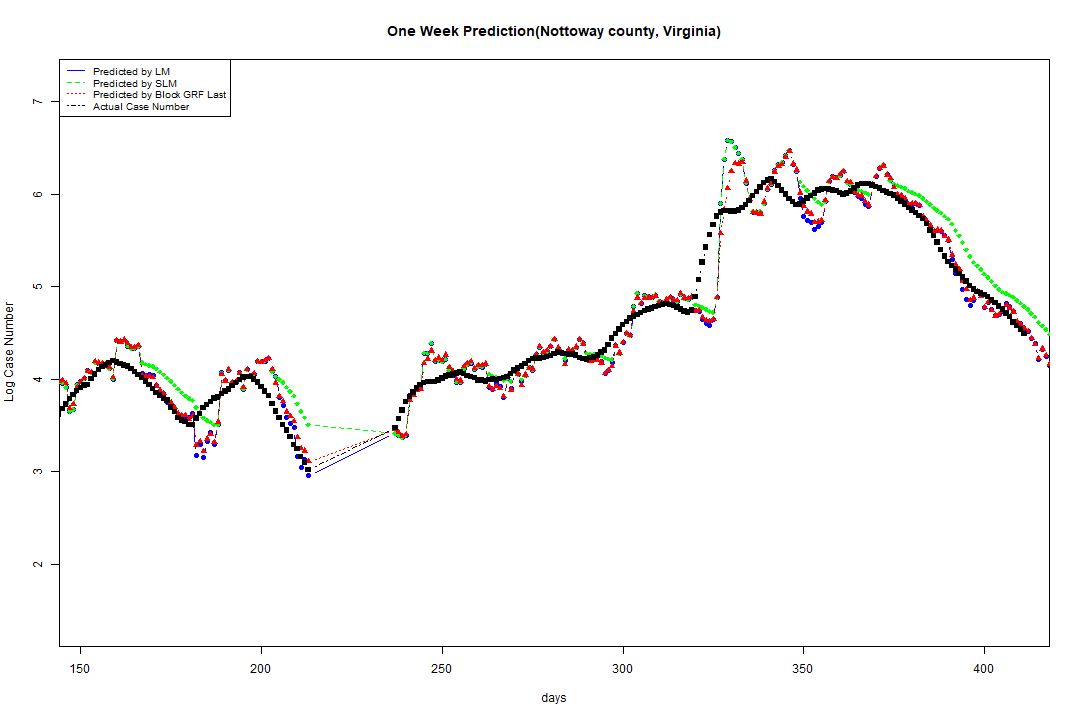 One Week Prediction(Nottoway county, Virginia)
Predicted by LM
Predicted by SLM
Predicted by Block GRF Last
Actual Case Number
7
6
5
4
3
2
Log Case Number
150 200 250 300 350 400
days